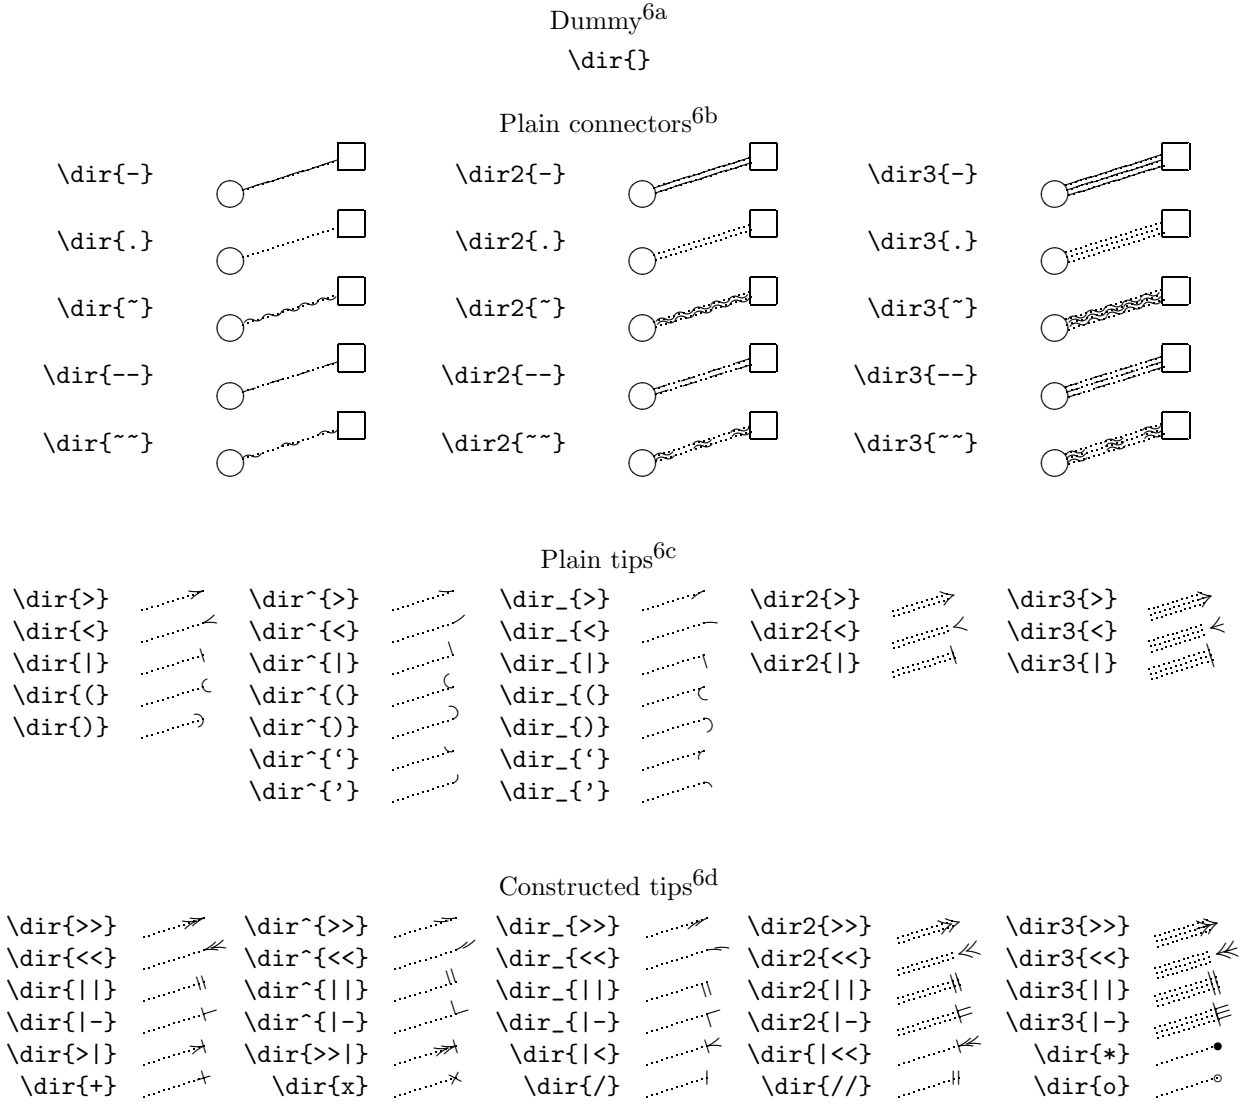 Dummy6a
\dir{}
Plain connectors6b
\dir{-} \dir2{-} \dir3{-}
\dir{.} \dir2{.} \dir3{.}
\dir{~} \dir2{~} \dir3{~}
\dir{--} \dir2{--} \dir3{--}
\dir{~~} \dir2{~~} \dir3{~~}
Plain tips6c
\dir{>} \dir^{>} \dir_{>} \dir2{>} \dir3{>}
\dir{<} \dir^{<} \dir_{<} \dir2{<} \dir3{<}
\dir{|} \dir^{|} \dir_{|} \dir2{|} \dir3{|}
\dir{(} \dir^{(} \dir_{(}
\dir{)} \dir^{)} \dir_{)}
\dir^{‘} \dir_{‘}
\dir^{’} \dir_{’}
Constructed tips6d
\dir{>>} \dir^{>>} \dir_{>>} \dir2{>>} \dir3{>>}
\dir{<<} \dir^{<<} \dir_{<<} \dir2{<<} \dir3{<<}
\dir{||} \dir^{||} \dir_{||} \dir2{||} \dir3{||}
\dir{|-} \dir^{|-} \dir_{|-} \dir2{|-} \dir3{|-}
\dir{>|} \dir{>>|} \dir{|<} \dir{|<<} \dir{*}
\dir{+} \dir{x} \dir{/} \dir{//} \dir{o}